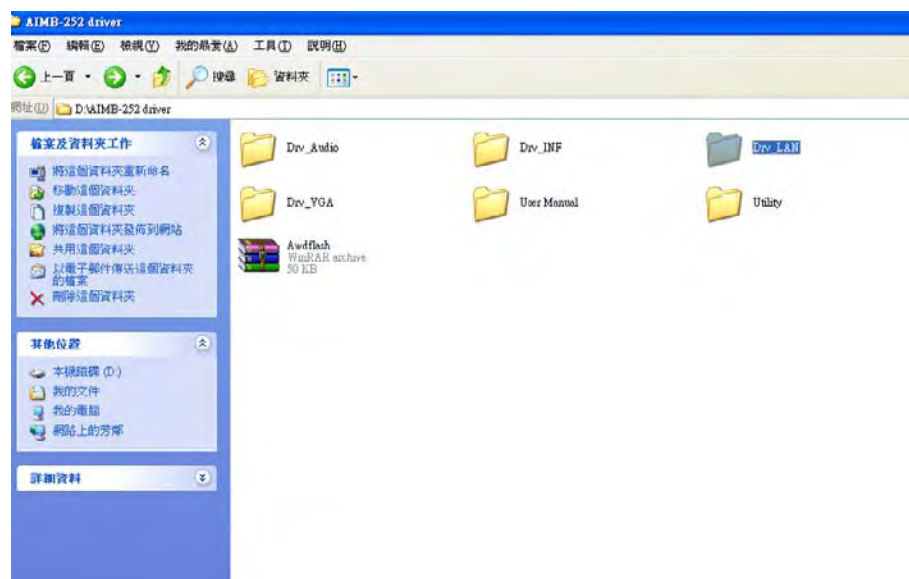 AIMB-252 driver
檔案(F) 編輯(E) 檢視(V) 我的最愛(A) 工具(T) 說明(H)
上一頁 搜尋 資料夾
網址(D) D:\AIMB-252 driver
檔案及資料夾工作
將這個資料夾重新命名
移動這個資料夾
複製這個資料夾
將這個資料夾發佈到網站
共用這個資料夾
以電子郵件傳送這個資料夾
的檔案
刪除這個資料夾
其他位置
本機磁碟 (D:)
我的文件
我的電腦
網路上的芳鄰
詳細資料
Drv_Audio
Drv_INF
Drv_LAN
Drv_VGA
User Manual
Utility
Awdflash
WinRAR archive
50 KB